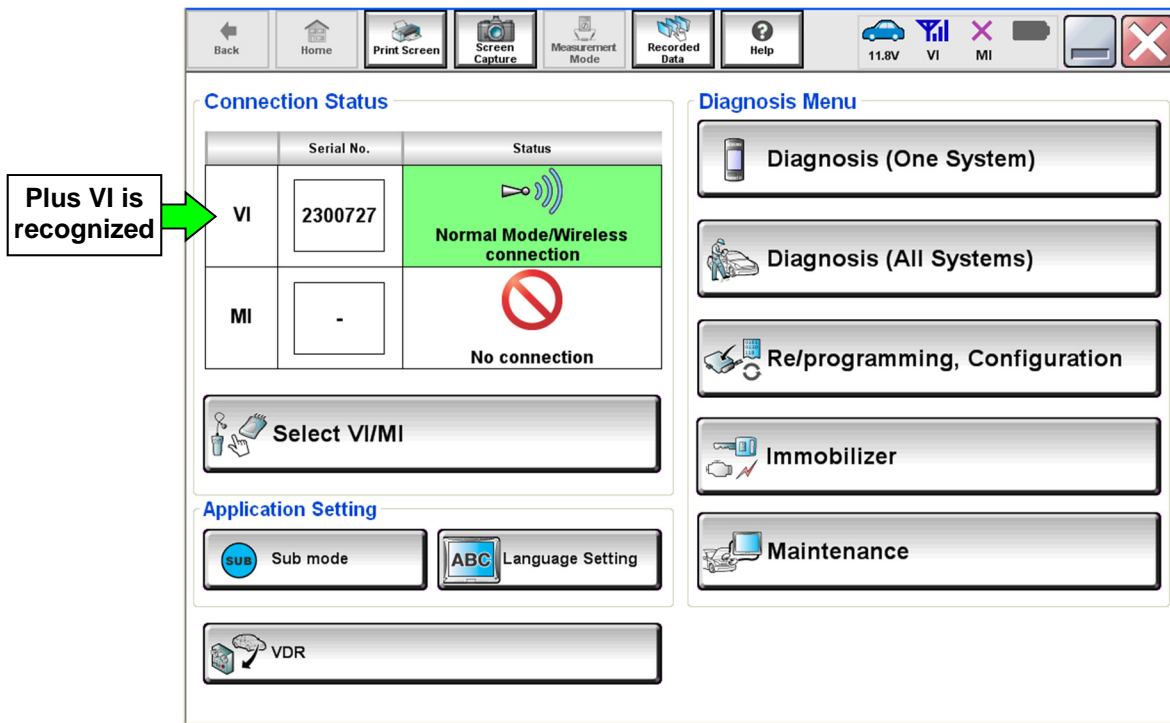 Back
Home
Print Screen
Screen
Capture
Measurement
Mode
Recorded
Data
Help
11.8V
VI
MI
Connection Status
Serial No.
Status
Plus VI is
recognized
VI
2300727
Normal Mode/Wireless
connection
MI
-
No connection
Select VI/MI
Application Setting
SUB
Sub mode
ABC
Language Setting
VDR
Diagnosis Menu
Diagnosis (One System)
Diagnosis (All Systems)
Re/programming, Configuration
Immobilizer
Maintenance